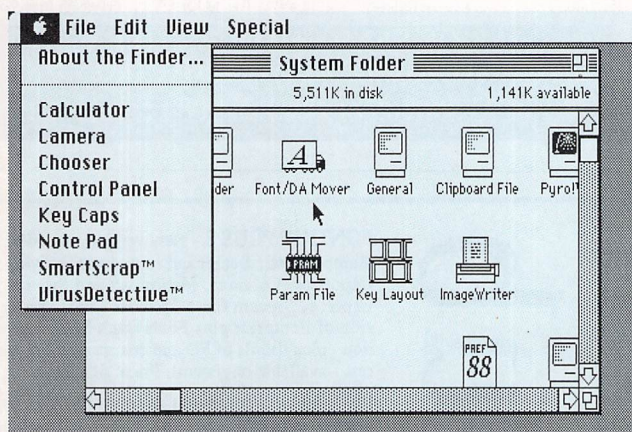 File Edit View Special
About the Finder...
Calculator
Camera
Chooser
Control Panel
Key Caps
Note Pad
SmartScrap™
VirusDetective™
System Folder
5,511K in disk 1,141K available
Font/DA Mover General Clipboard File
PRAM
Param File Key Layout ImageWriter
PREF
88